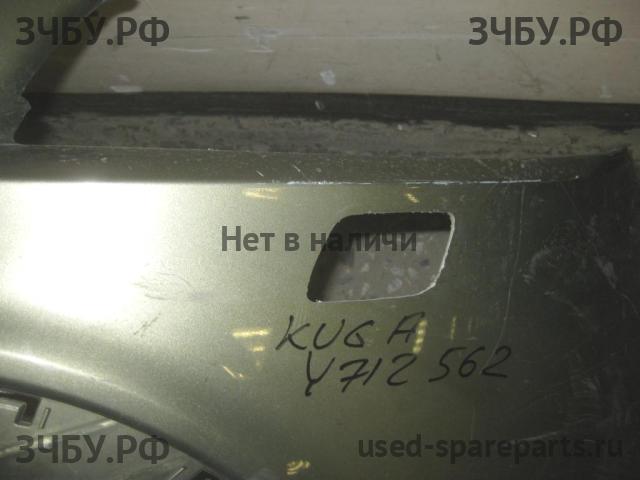 ЗЧБУ.РФ ЗЧБУ.РФ
Нет в наличи
KUGA
Y712 562
ЗЧБУ.РФ used-spareparts.ru